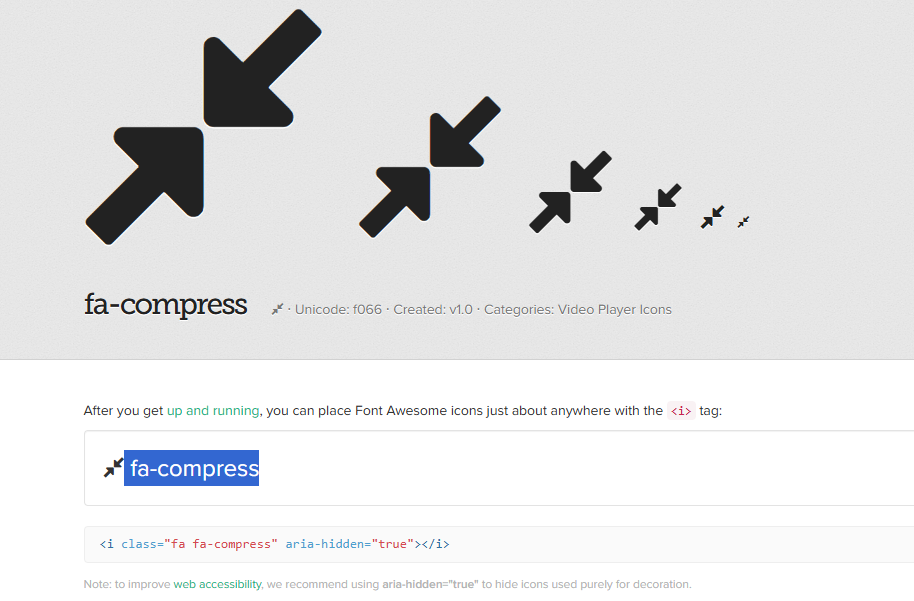 fa-compress
· Unicode: f066 · Created: v1.0 · Categories: Video Player Icons
After you get up and running, you can place Font Awesome icons just about anywhere with the <i> tag:
fa-compress
<i class="fa fa-compress" aria-hidden="true"></i>
Note: to improve web accessibility, we recommend using aria-hidden="true" to hide icons used purely for decoration.